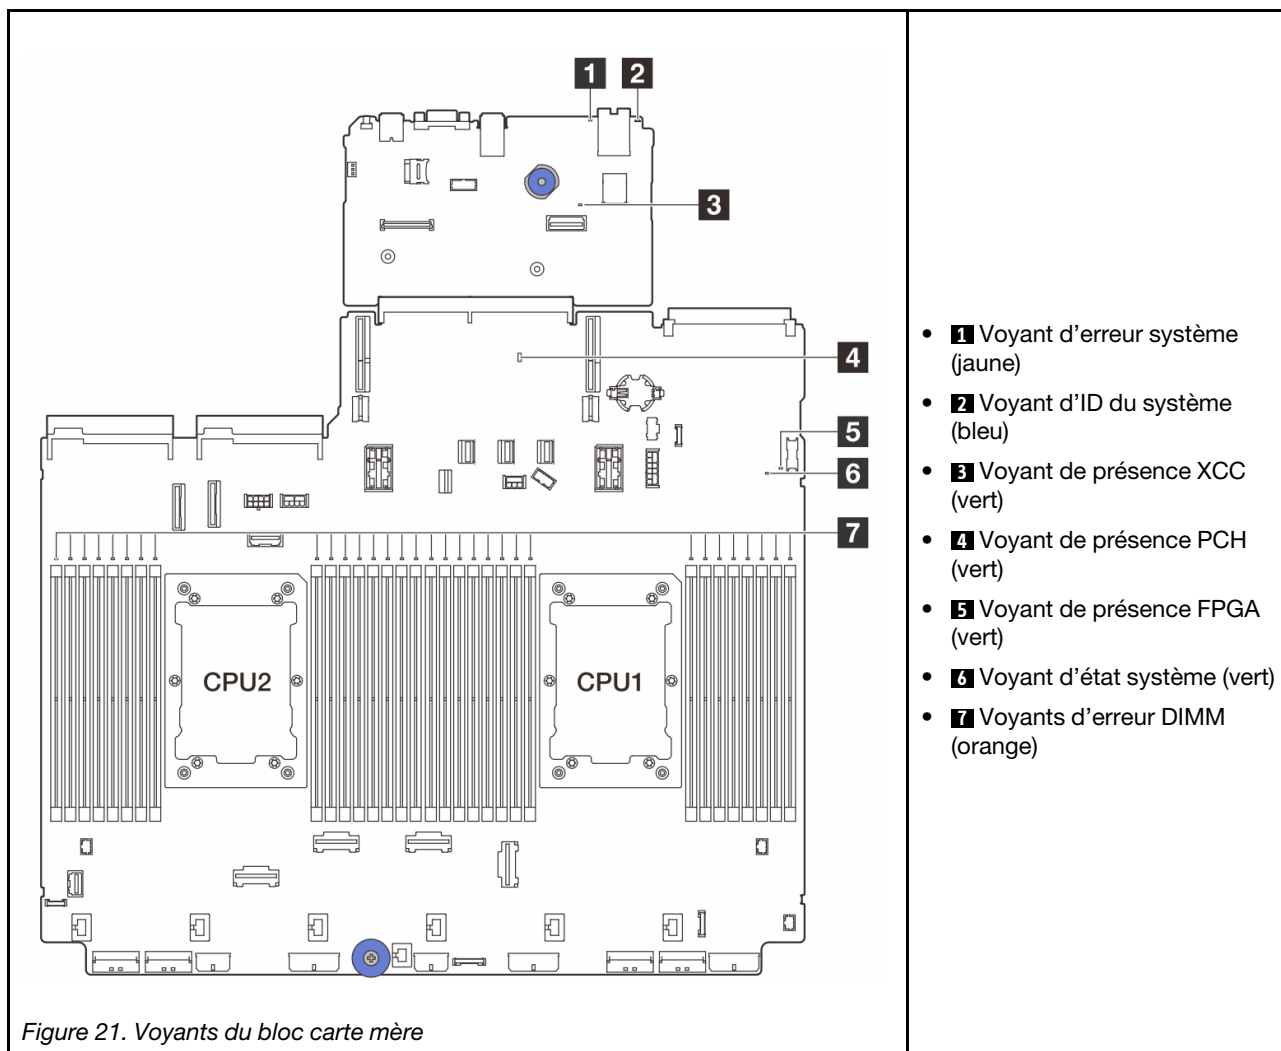 1
2
3
4
5
6
7
CPU2
CPU1
Figure 21. Voyants du bloc carte mère
• 1 Voyant d’erreur système
(jaune)
• 2 Voyant d’ID du système
(bleu)
• 3 Voyant de présence XCC
(vert)
• 4 Voyant de présence PCH
(vert)
• 5 Voyant de présence FPGA
(vert)
• 6 Voyant d’état système (vert)
• 7 Voyants d’erreur DIMM
(orange)